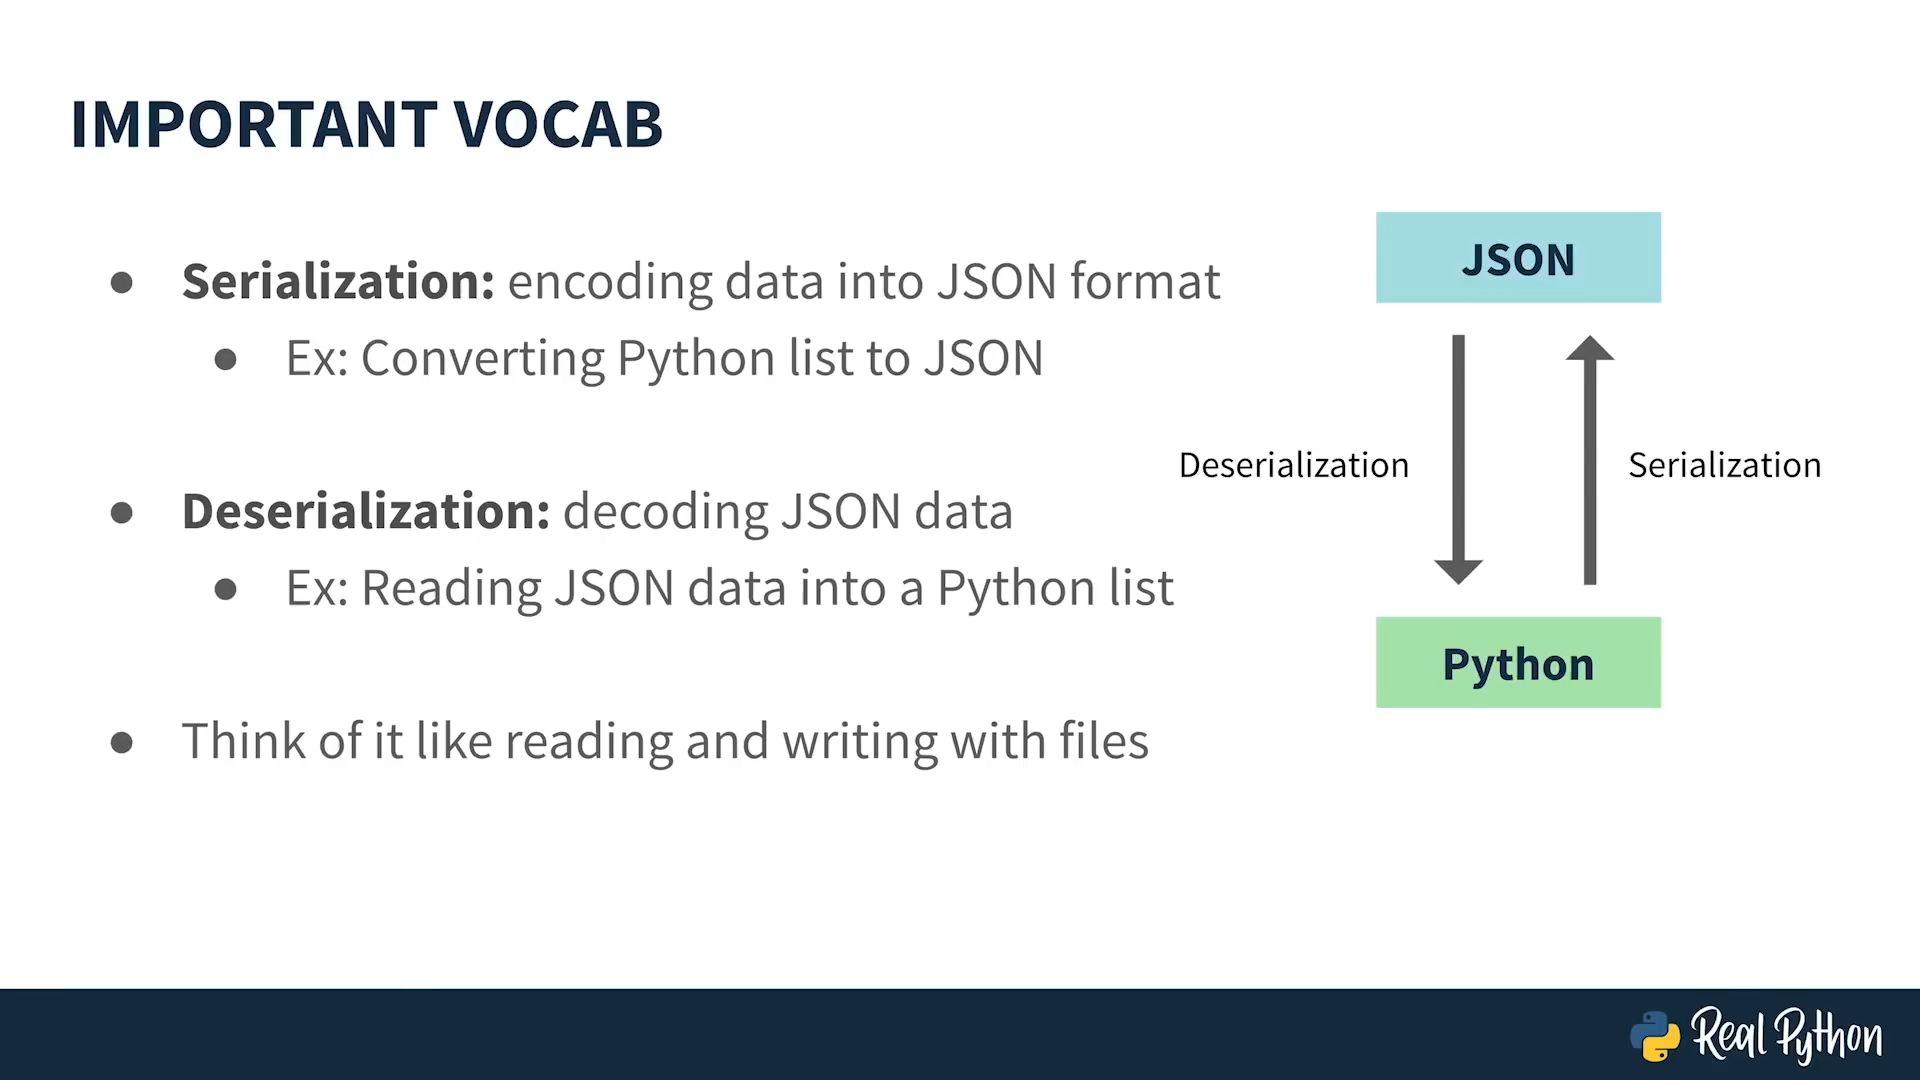 IMPORTANT VOCAB
● Serialization: encoding data into JSON format
● Ex: Converting Python list to JSON
● Deserialization: decoding JSON data
● Ex: Reading JSON data into a Python list
● Think of it like reading and writing with files
JSON
Deserialization
Serialization
Python
Real Python